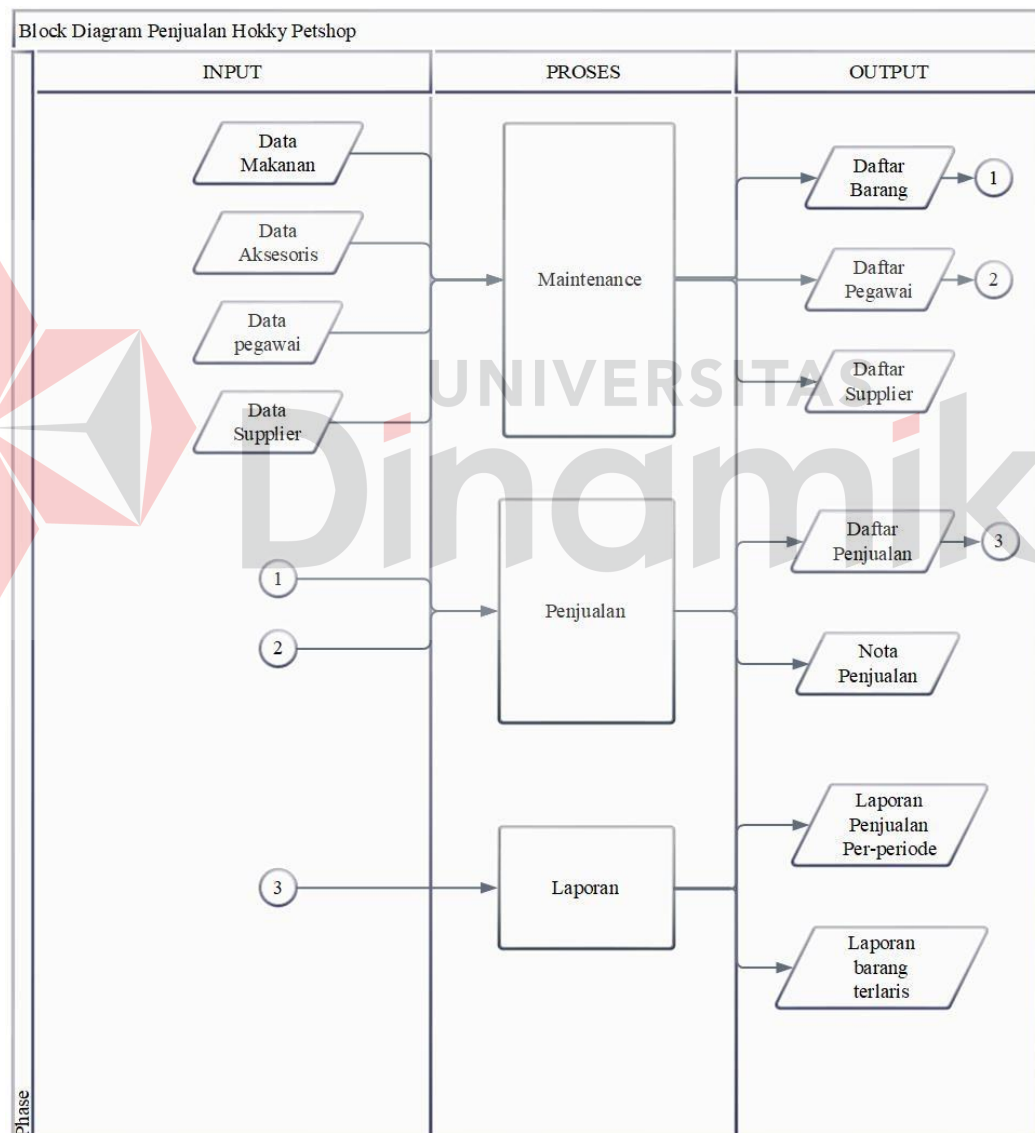 Block Diagram Penjualan Hokky Petshop
INPUT
PROSES
OUTPUT
Data
Makanan
Data
Aksesoris
Data
pegawai
Data
Supplier
Maintenance
Daftar
Barang
1
Daftar
Pegawai
2
Daftar
Supplier
UNIVERSITAS
Dinamika
1
2
Penjualan
Daftar
Penjualan
3
Nota
Penjualan
3
Laporan
Laporan
Penjualan
Per-periode
Laporan
barang
terlaris
Phase